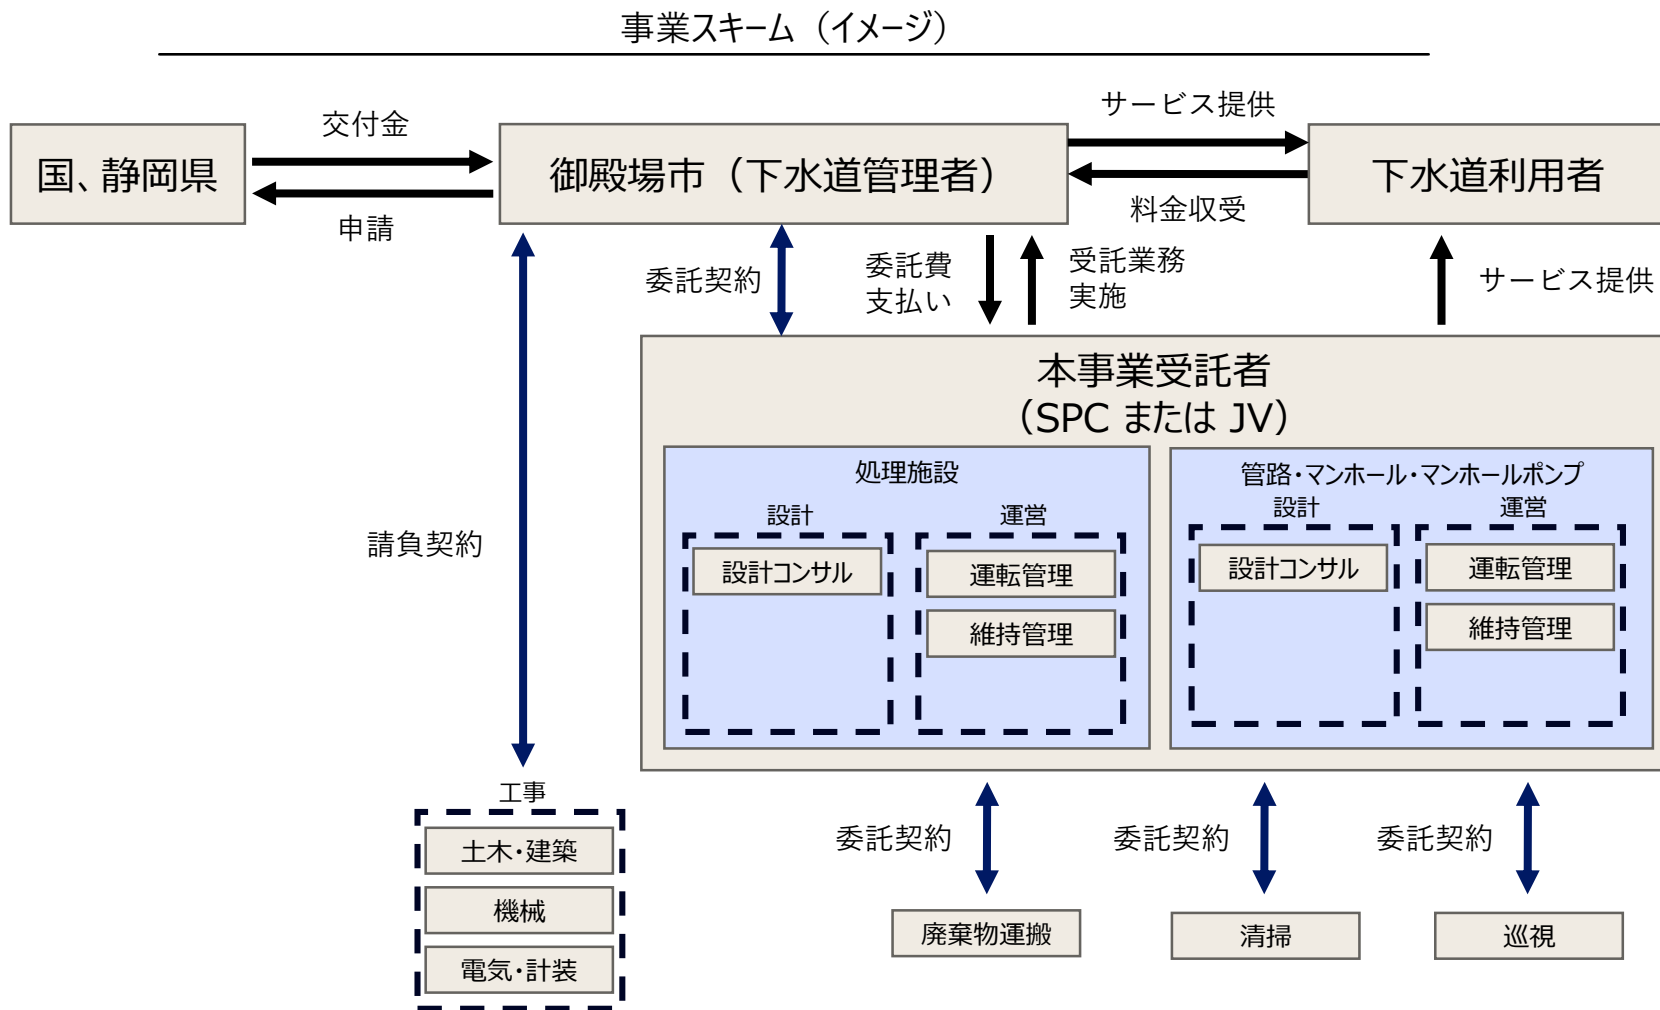 事業スキーム（イメージ）
交付金
サービス提供
国、静岡県
御殿場市（下水道管理者）
下水道利用者
申請
料金収受
委託契約
委託費
支払い
受託業務
実施
サービス提供
本事業受託者
（SPC または JV）
処理施設
設計
運営
設計コンサル
運転管理
維持管理
管路・マンホール・マンホールポンプ
設計
運営
設計コンサル
運転管理
維持管理
請負契約
工事
土木・建築
機械
電気・計装
委託契約
委託契約
委託契約
廃棄物運搬
清掃
巡視